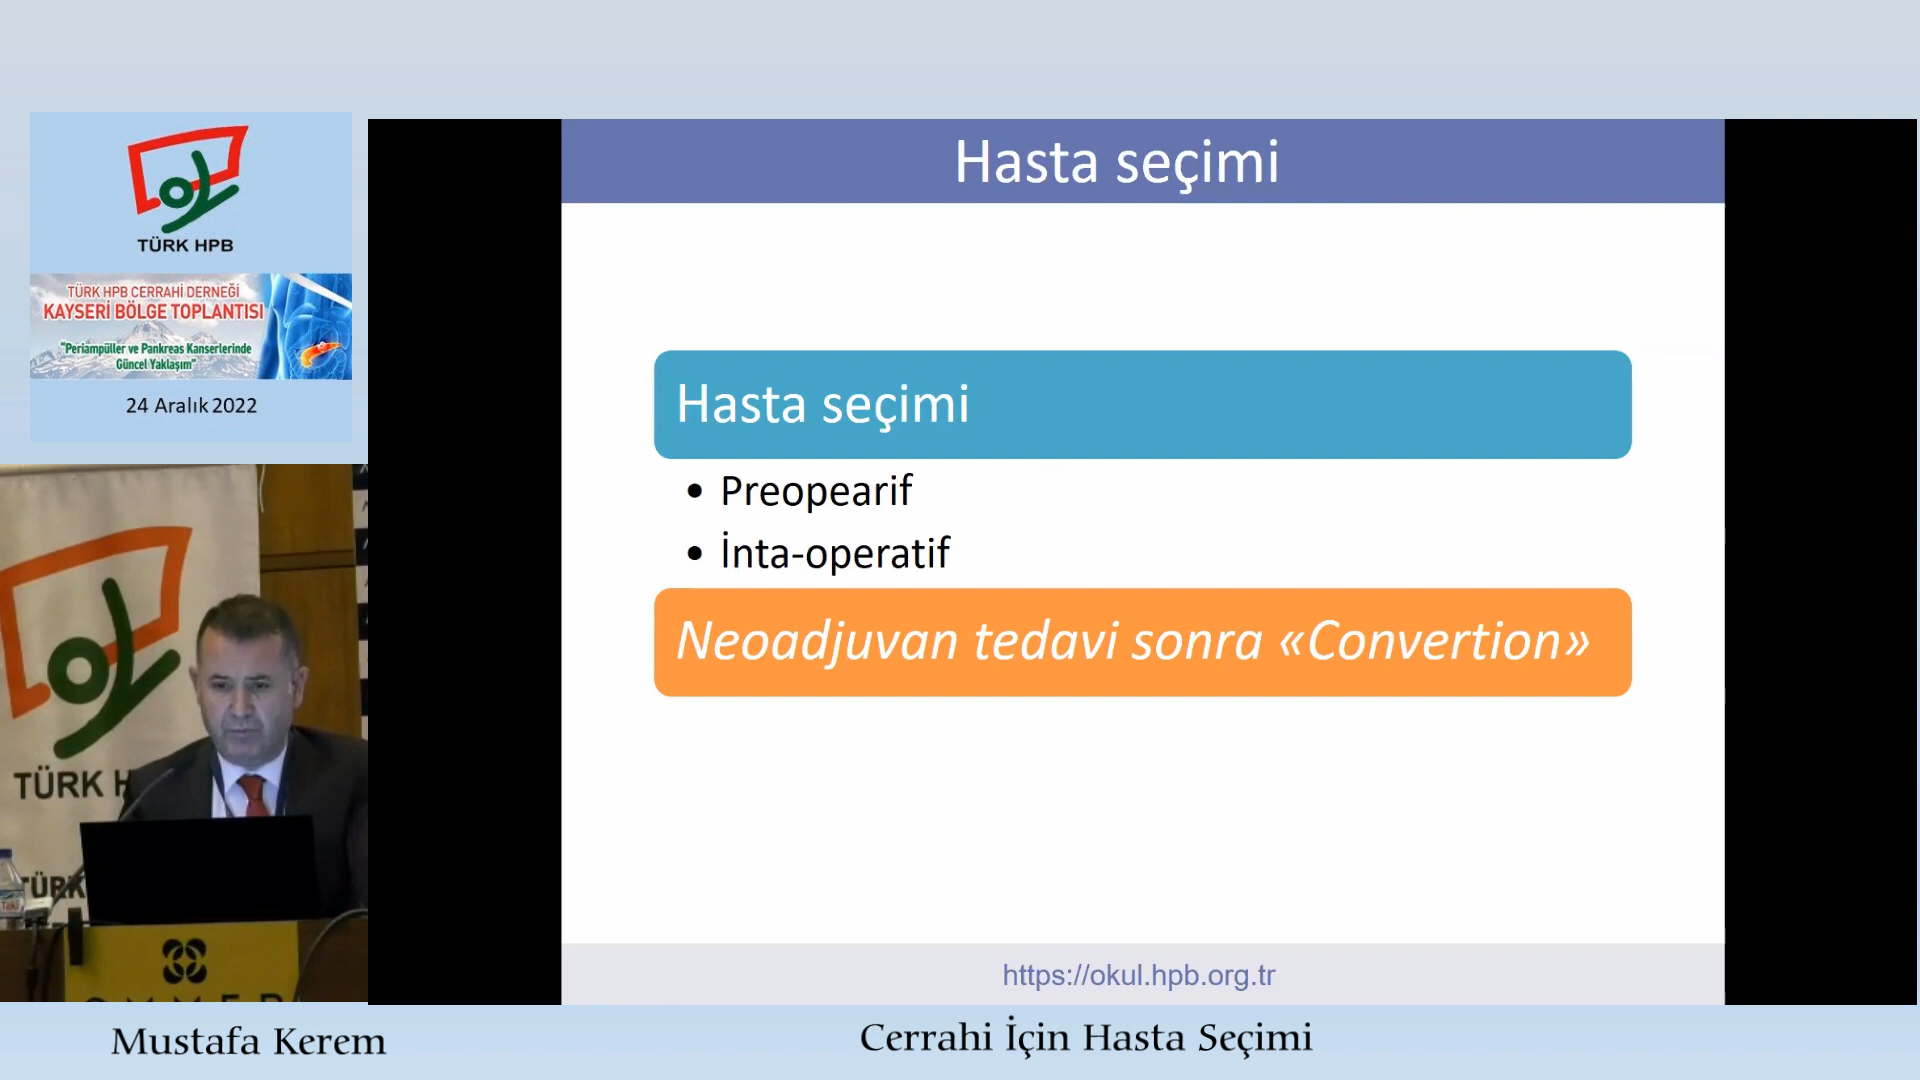 TÜRK HPB
TÜRK HPB CERRAHİ DERNEĞİ
KAYSERİ BÖLGE TOPLANTISI
"Periampüller ve Pankreas Kanserlerinde
Güncel Yaklaşım"
24 Aralık 2022
Hasta seçimi
Hasta seçimi
• Preopearif
• İnta-operatif
Neoadjuvan tedavi sonra «Convertion»
https://okul.hpb.org.tr
TÜRK H
TÜRK
Mustafa Kerem
Cerrahi İçin Hasta Seçimi